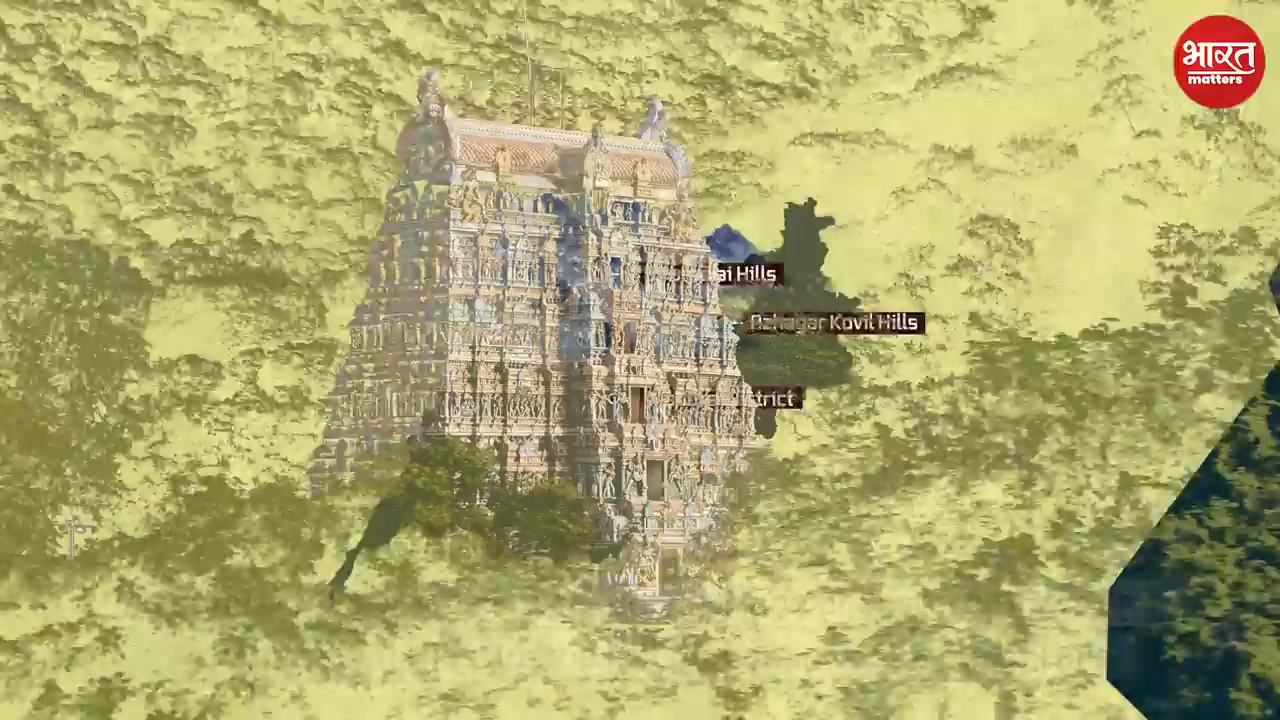 भारत
matters
ai Hills
Azhagar Kovil Hills
trict